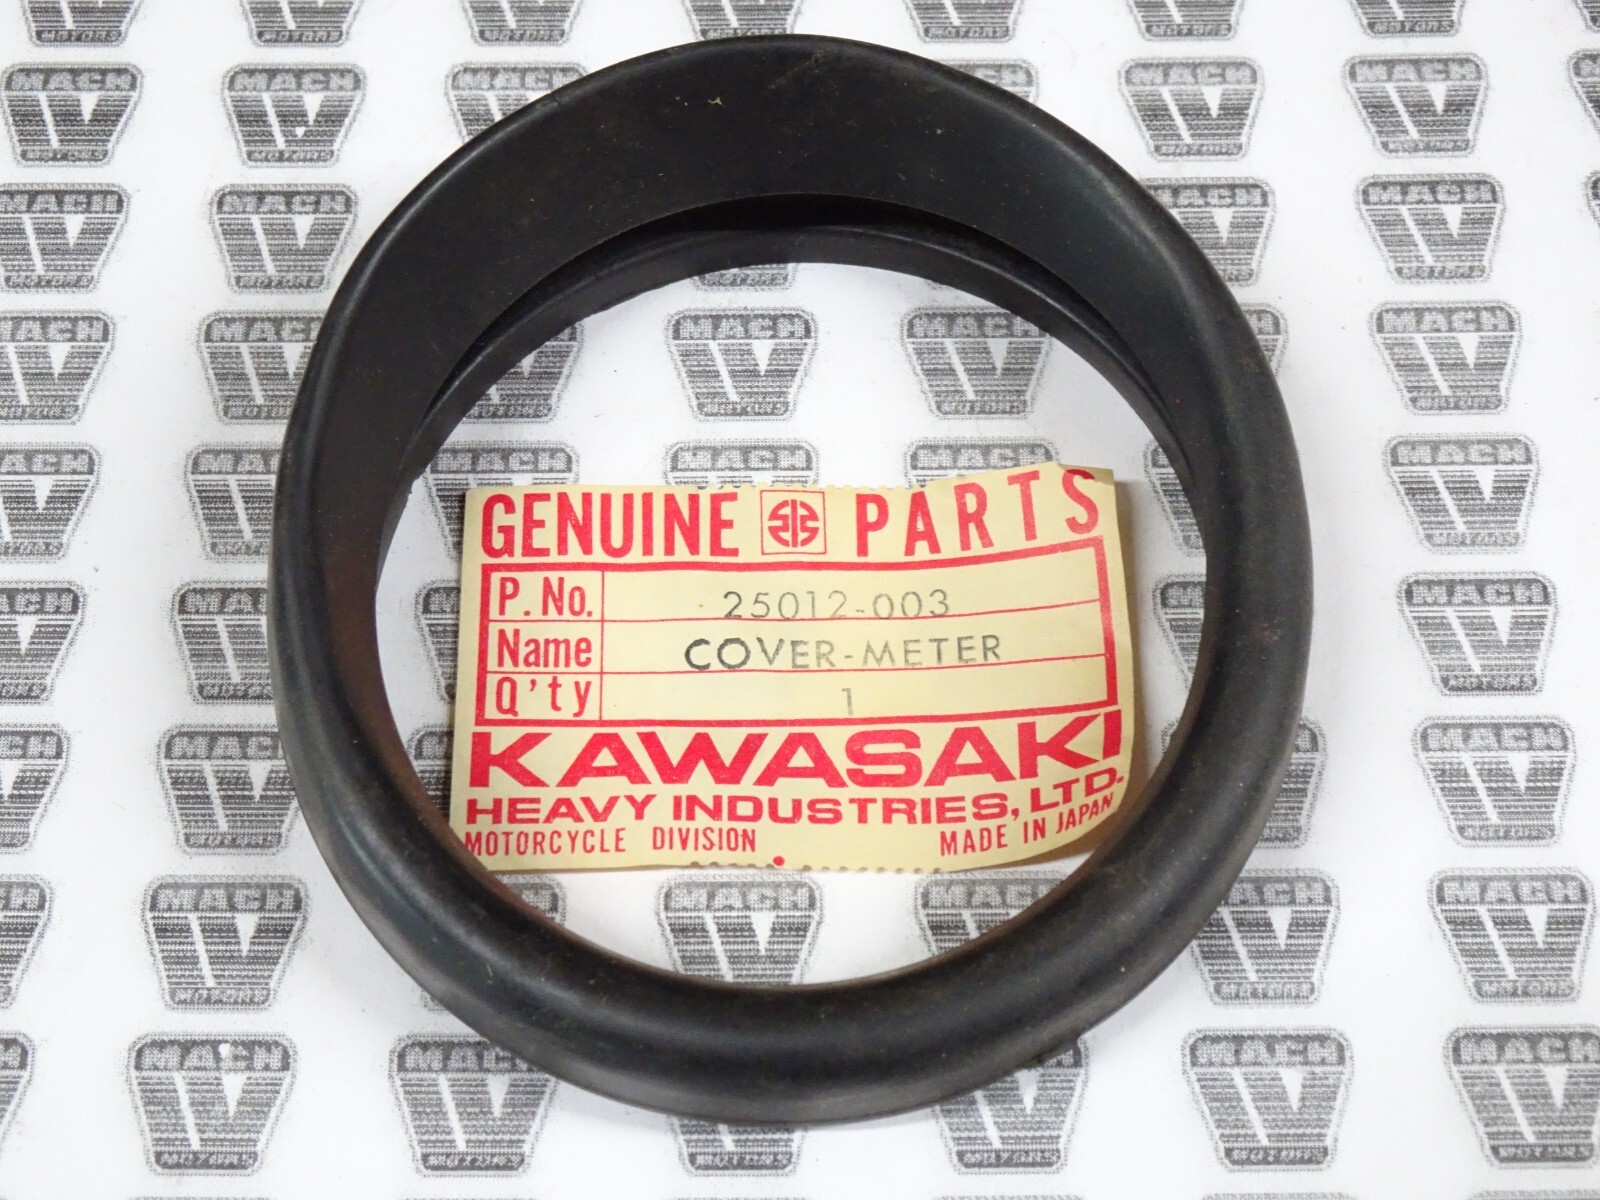 GENUINE PARTS
P. No. 25012-003
Name COVER-METER
Q'ty 1
KAWASAKI
HEAVY INDUSTRIES, LTD.
MOTORCYCLE DIVISION MADE IN JAPAN
MACH IV MOTORS